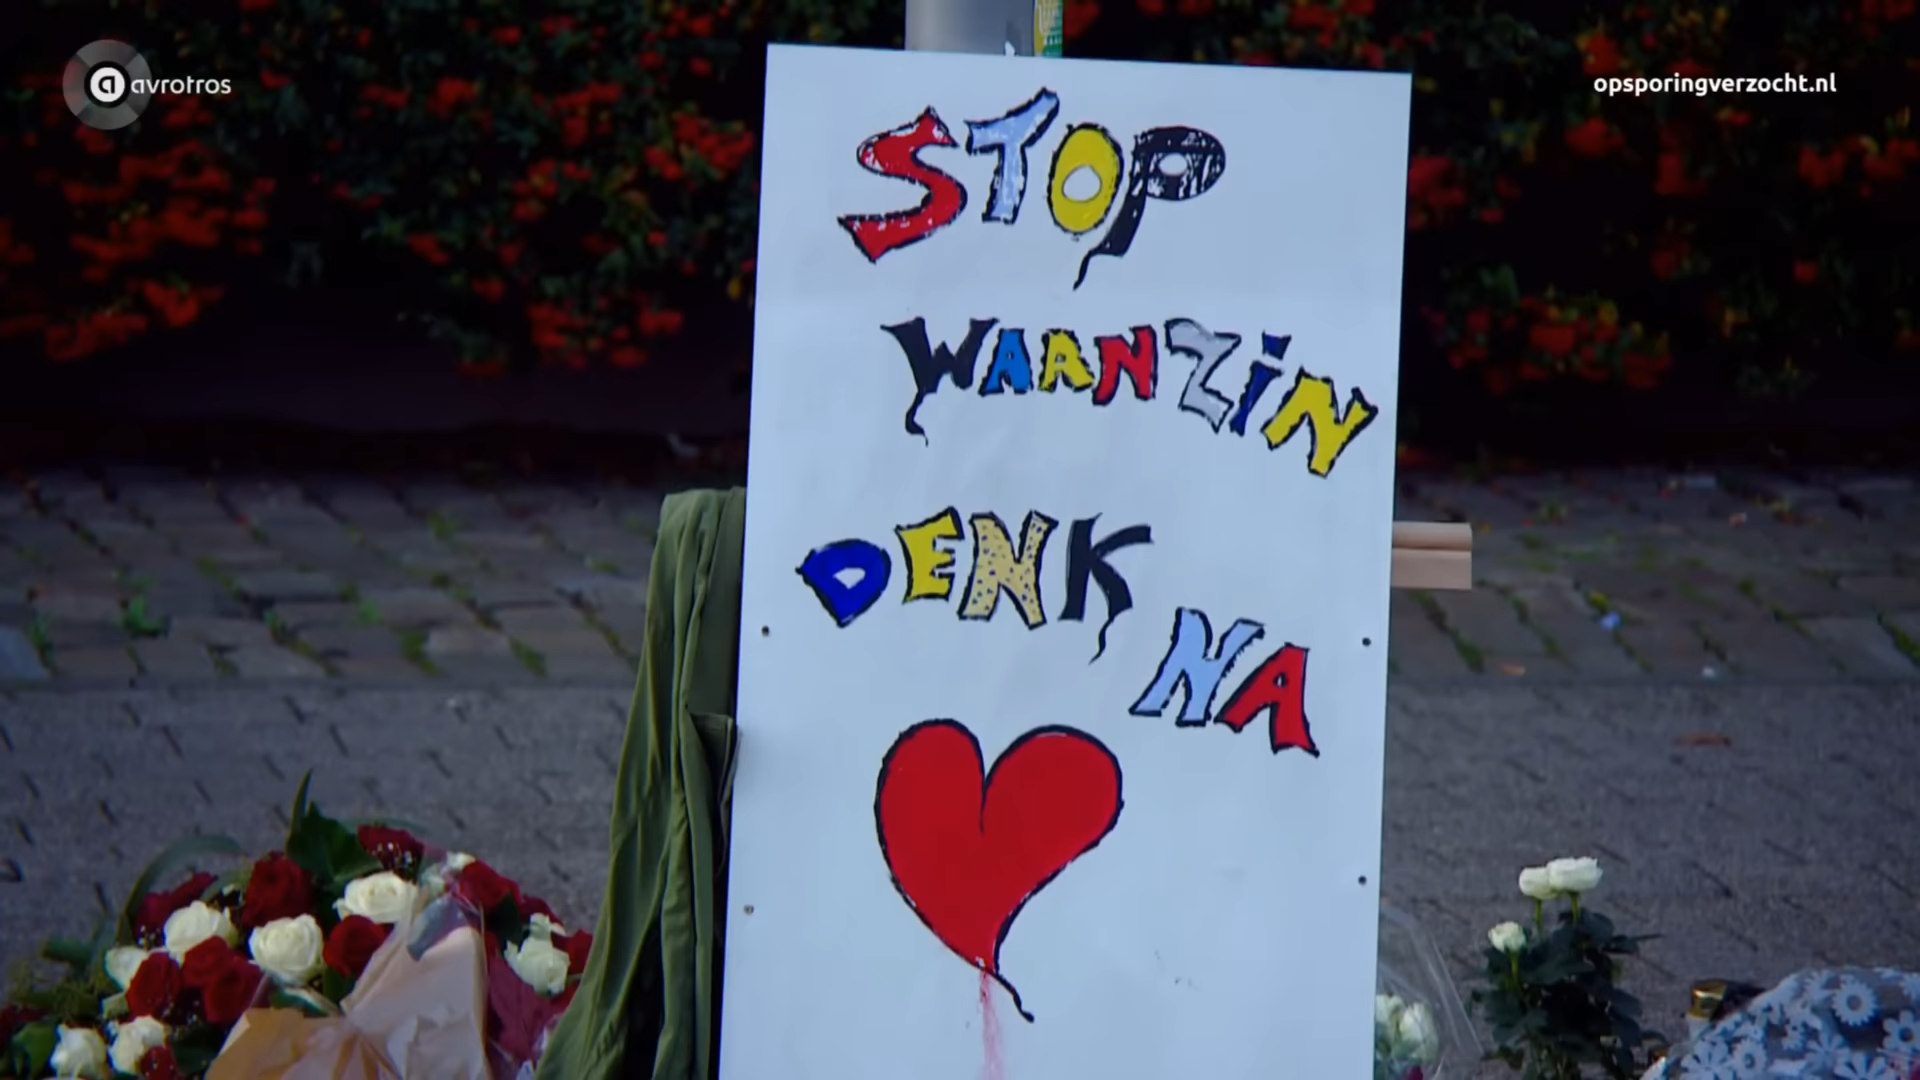 avrotros
opsporingverzocht.nl
STOP
WAANZiN
DENK
NA